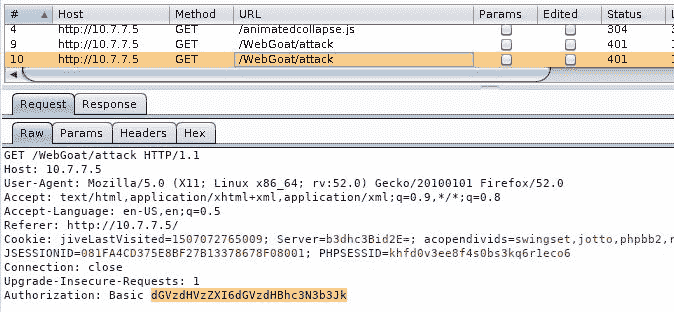 # Host Method URL Params Edited Status L
4 http://10.7.7.5 GET /animatedcollapse.js 304
9 http://10.7.7.5 GET /WebGoat/attack 401
10 http://10.7.7.5 GET /WebGoat/attack 401
Request Response
Raw Params Headers Hex
GET /WebGoat/attack HTTP/1.1
Host: 10.7.7.5
User-Agent: Mozilla/5.0 (X11; Linux x86_64; rv:52.0) Gecko/20100101 Firefox/52.0
Accept: text/html,application/xhtml+xml,application/xml;q=0.9,*/*;q=0.8
Accept-Language: en-US,en;q=0.5
Referer: http://10.7.7.5/
Cookie: jiveLastVisited=1507072765009; Server=b3dhc3Bid2E=; acopendivids=swingset,jotto,phpbb2,r
JSESSIONID=081FA4CD375E8BF27B13378678F08001; PHPSESSID=khfd0v3ee8f4s0bs3kq6r1eco6
Connection: close
Upgrade-Insecure-Requests: 1
Authorization: Basic dGVzdHVzZXI6dGVzdHBhc3N3b3Jk